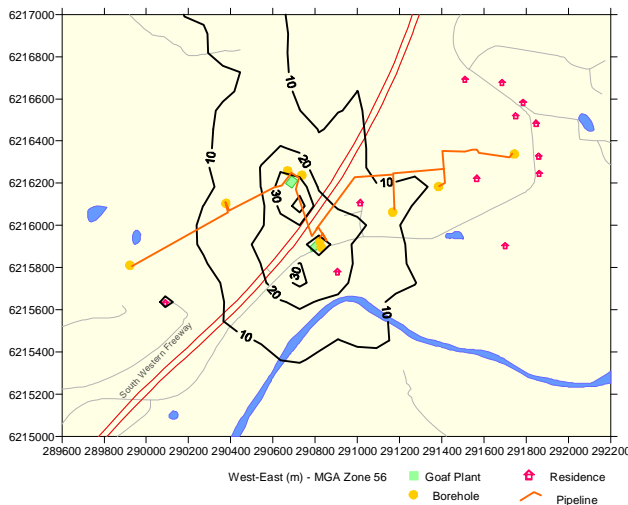 6217000
6216800
6216600
6216400
6216200
6216000
6215800
6215600
6215400
6215200
6215000
10
10
20
10
30
30
20
10
10
South Western Freeway
289600 289800 290000 290200 290400 290600 290800 291000 291200 291400 291600 291800 292000 292200
West-East (m) - MGA Zone 56
Goaf Plant
Residence
Borehole
Pipeline